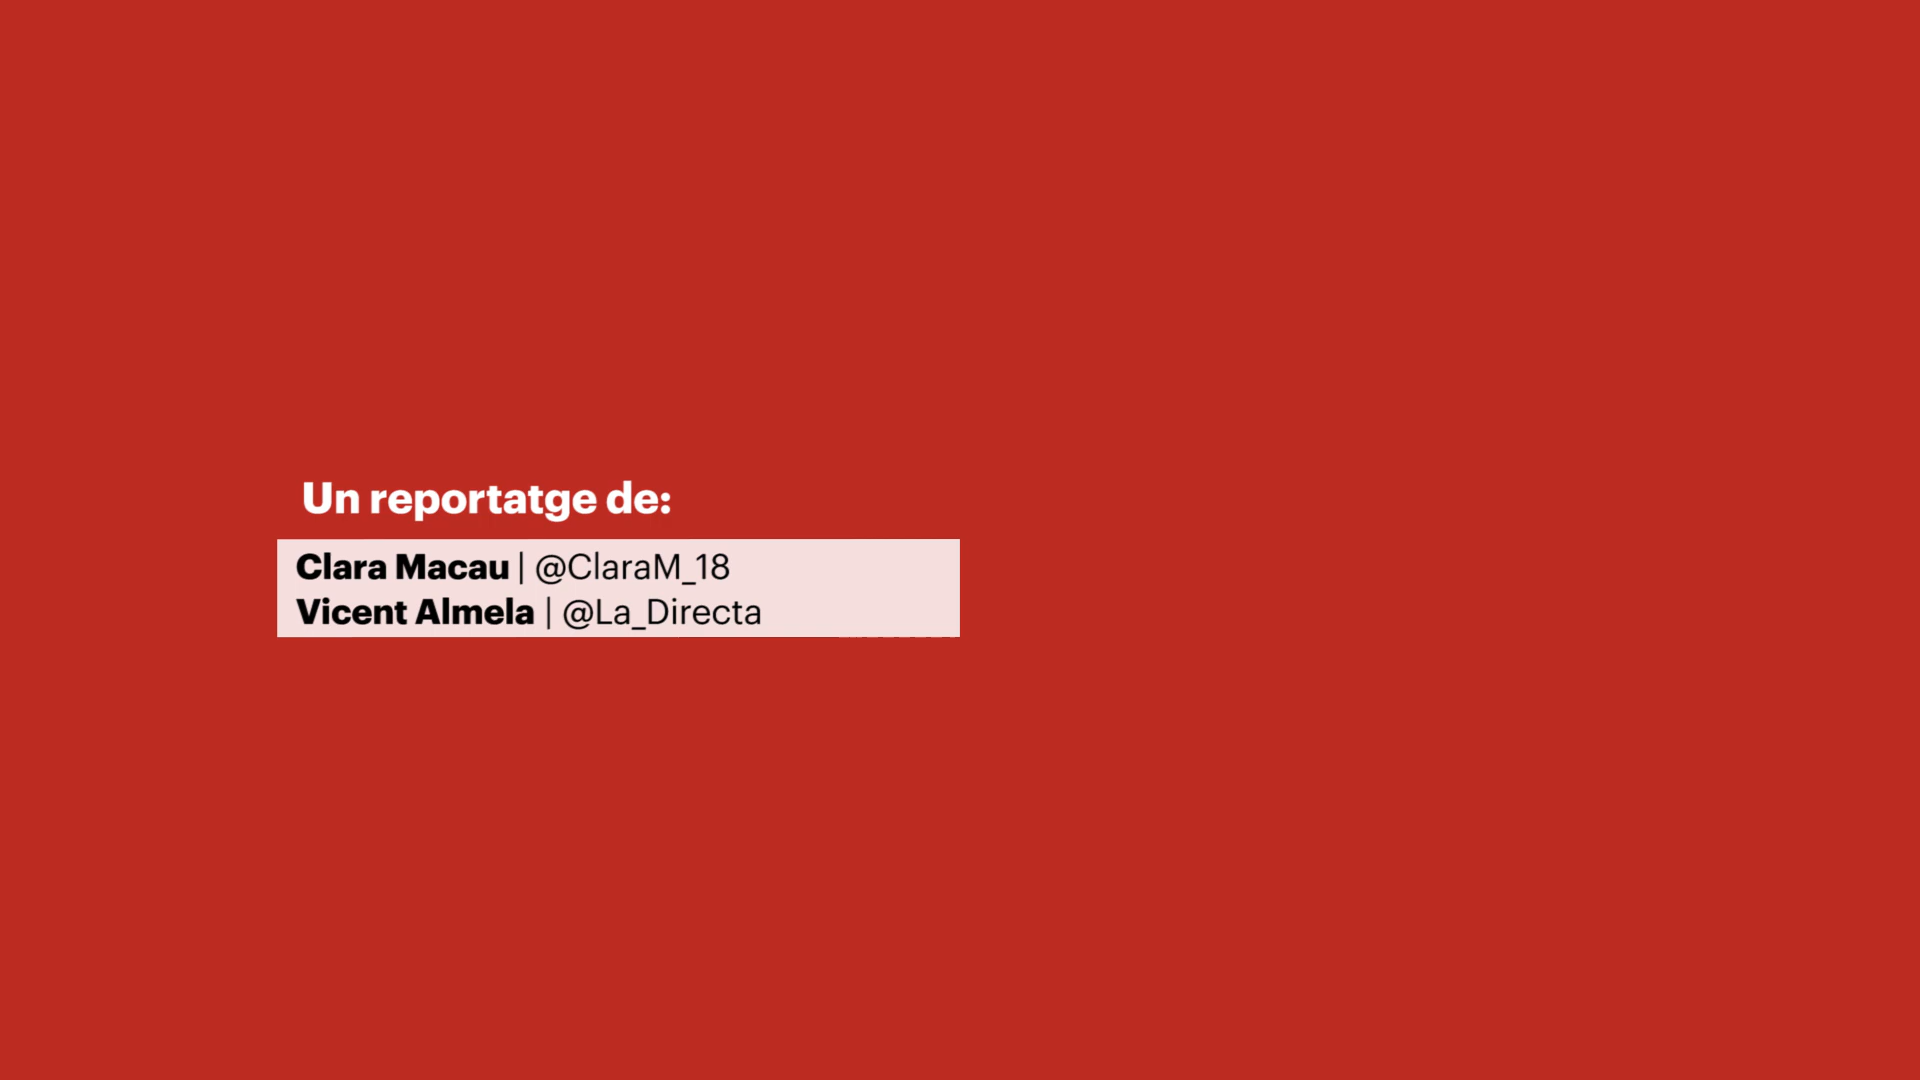 Un reportatge de:
Clara Macau | @ClaraM_18
Vicent Almela | @La_Directa